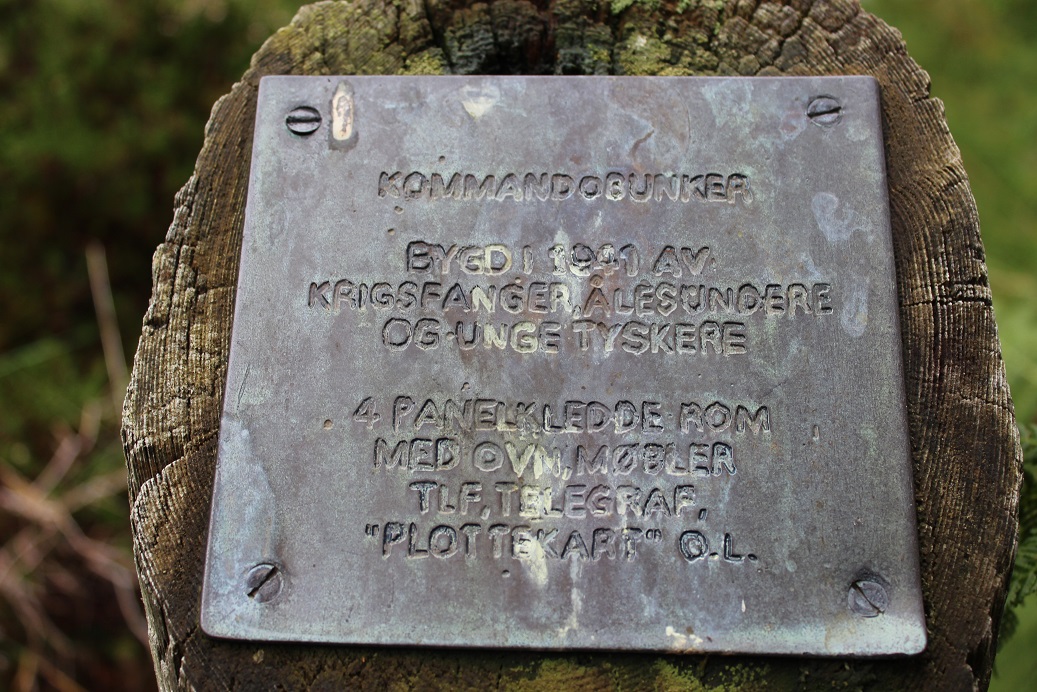 KOMMANDOBUNKER
BYGD I 1941 AV
KRIGSFANGER, ÅLESUNDERE
OG UNGE TYSKERE
4 PANELKLEDDE ROM
MED OVN, MØBLER
TLF, TELEGRAF,
"PLOTTEKART" O.L.